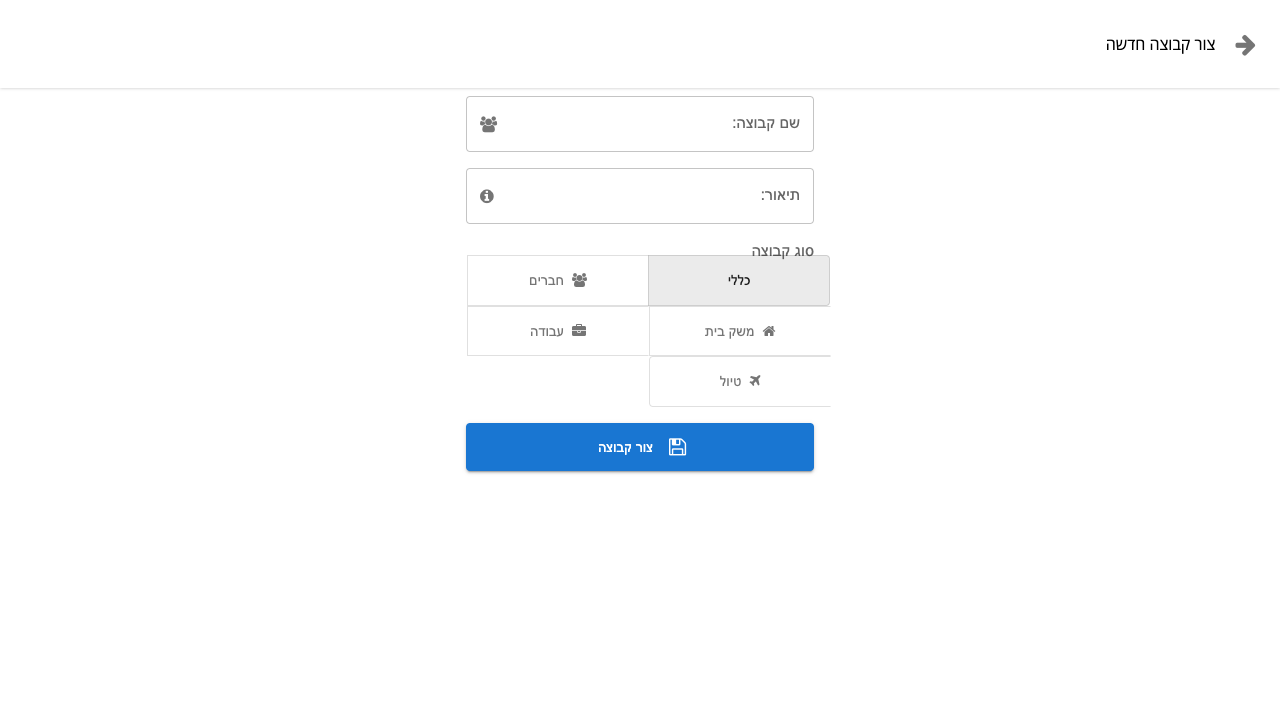 צור קבוצה חדשה
שם קבוצה:
תיאור:
סוג קבוצה
כללי
חברים
משק בית
עבודה
טיול
צור קבוצה